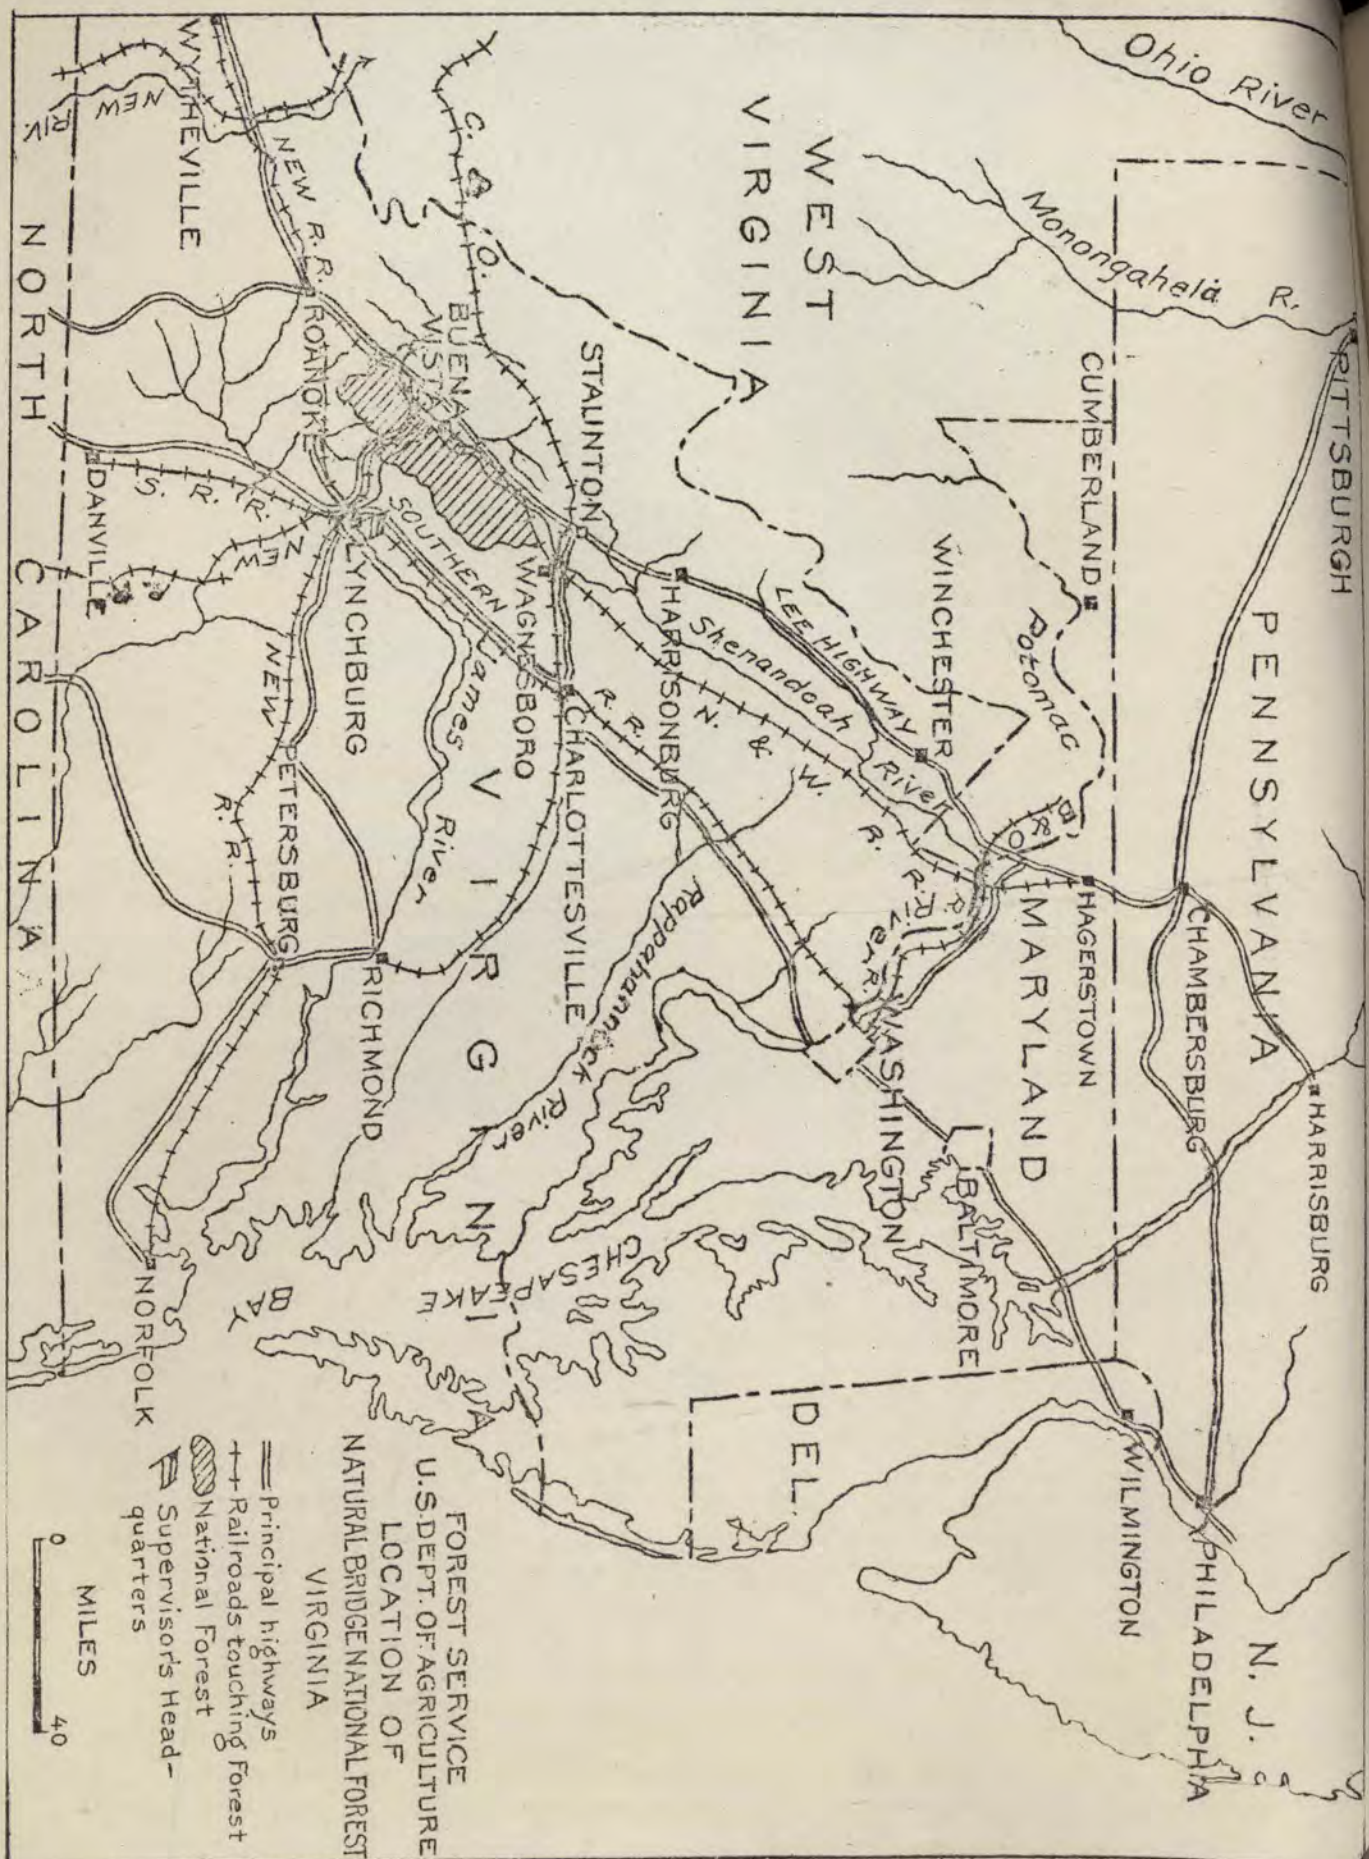 Ohio River
Monongahela R.
PITTSBURGH
WEST
VIRGINIA
PENNSYLVANIA
CUMBERLAND
Potomac
HARRISBURG
CHAMBERSBURG
HAGERSTOWN
MARYLAND
WINCHESTER
LEE HIGHWAY
Shenandoah River
N. & W. R. R.
B. & O. R. R.
River
WASHINGTON
BALTIMORE
WILMINGTON
PHILADELPHIA
N. J.
DEL.
STAUNTON
HARRISONBURG
C. & O.
BUENA
VISTA
WAGNESBORO
CHARLOTTESVILLE
R. R.
SOUTHERN
Rappahannock River
VIRGINIA
James River
CHESAPEAKE
BAY
VA
WYTHEVILLE
NEW RIV
N & W R. R.
ROANOKE
LYNCHBURG
N & W
PETERSBURG
R. R.
RICHMOND
S. R. R.
DANVILLE
NORFOLK
NORTH CAROLINA
FOREST SERVICE
U.S. DEPT. OF AGRICULTURE
LOCATION OF
NATURAL BRIDGE NATIONAL FOREST
VIRGINIA
Principal highways
Railroads touching Forest
National Forest
Supervisor's Head-
quarters
0 40
MILES